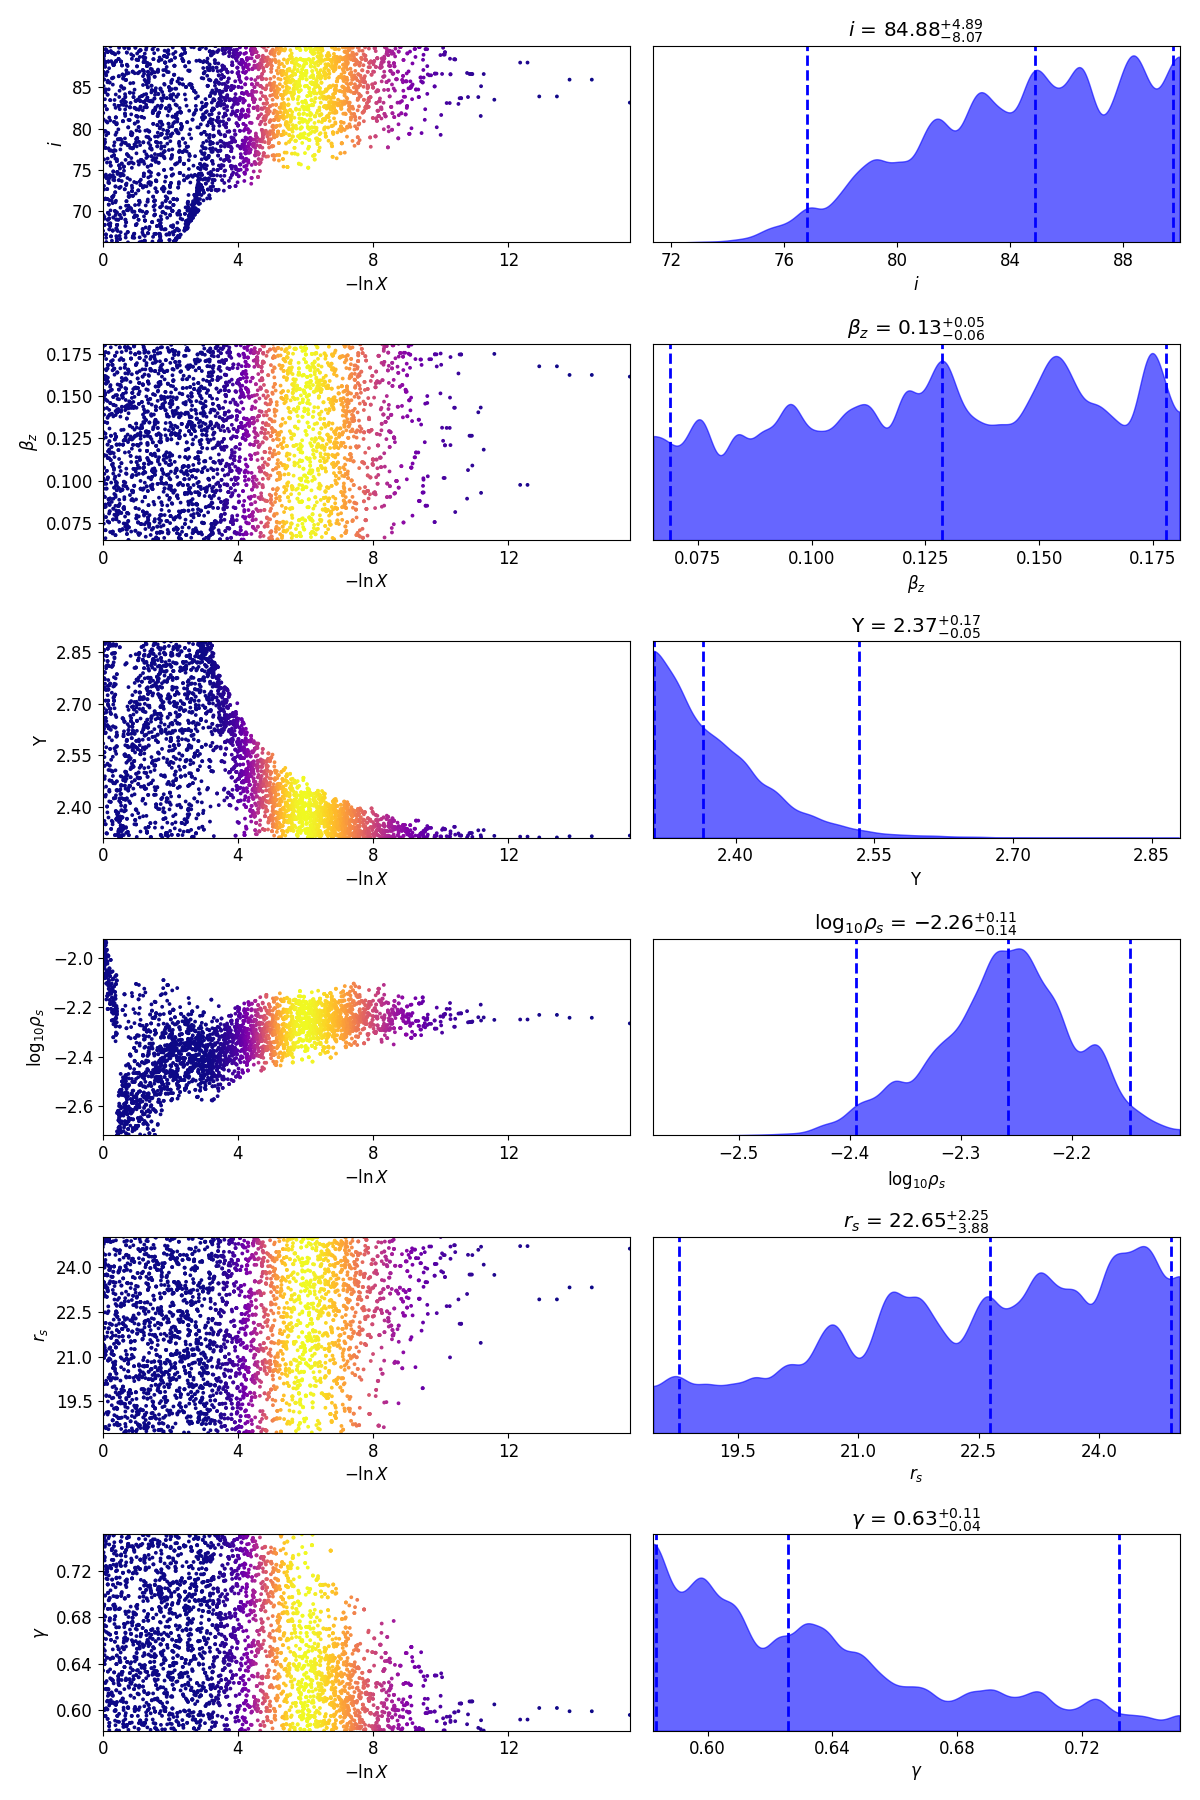 i = 84.88+4.89 −8.07
85
80
75
70
i
0 4 8 12
−ln X
72 76 80 84 88
i
βz = 0.13+0.05 −0.06
0.175
0.150
0.125
0.100
0.075
βz
0 4 8 12
−ln X
0.075 0.100 0.125 0.150 0.175
βz
Y = 2.37+0.17 −0.05
2.85
2.70
2.55
2.40
Y
0 4 8 12
−ln X
2.40 2.55 2.70 2.85
Y
log10ρs = −2.26+0.11 −0.14
−2.0
−2.2
−2.4
−2.6
log10ρs
0 4 8 12
−ln X
−2.5 −2.4 −2.3 −2.2
log10ρs
rs = 22.65+2.25 −3.88
24.0
22.5
21.0
19.5
rs
0 4 8 12
−ln X
19.5 21.0 22.5 24.0
rs
γ = 0.63+0.11 −0.04
0.72
0.68
0.64
0.60
γ
0 4 8 12
−ln X
0.60 0.64 0.68 0.72
γ